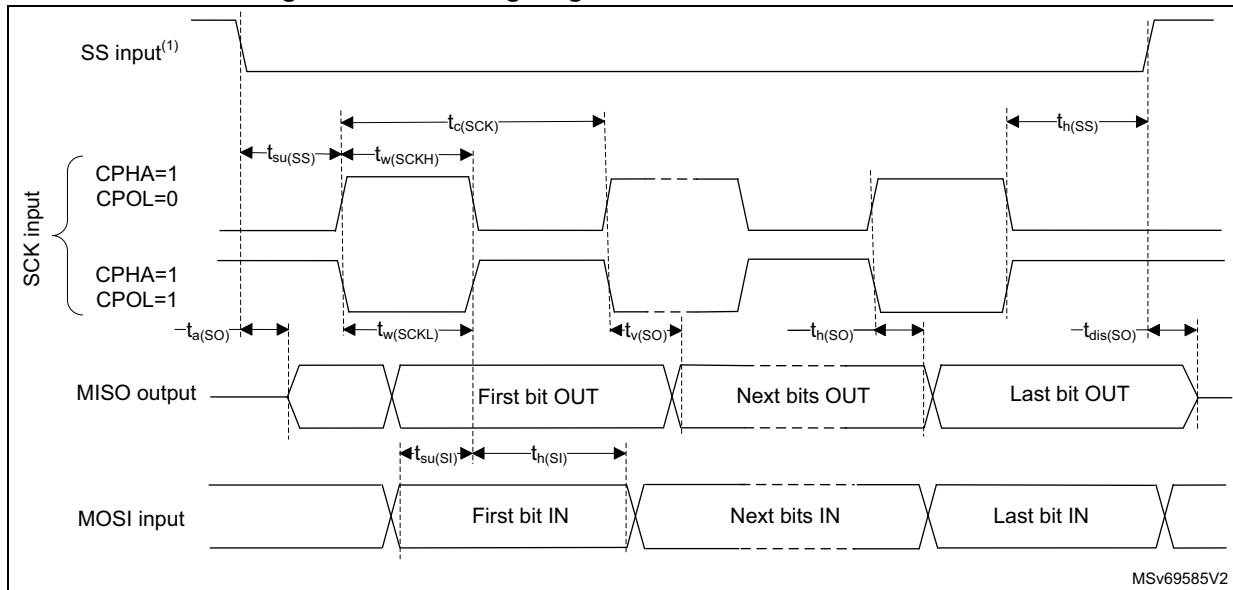 SS input(1)
tc(SCK)
th(SS)
tsu(SS)
tw(SCKH)
SCK input
CPHA=1
CPOL=0
CPHA=1
CPOL=1
ta(SO)
tw(SCKL)
tv(SO)
th(SO)
tdis(SO)
MISO output
First bit OUT
Next bits OUT
Last bit OUT
tsu(SI)
th(SI)
MOSI input
First bit IN
Next bits IN
Last bit IN
MSv69585V2